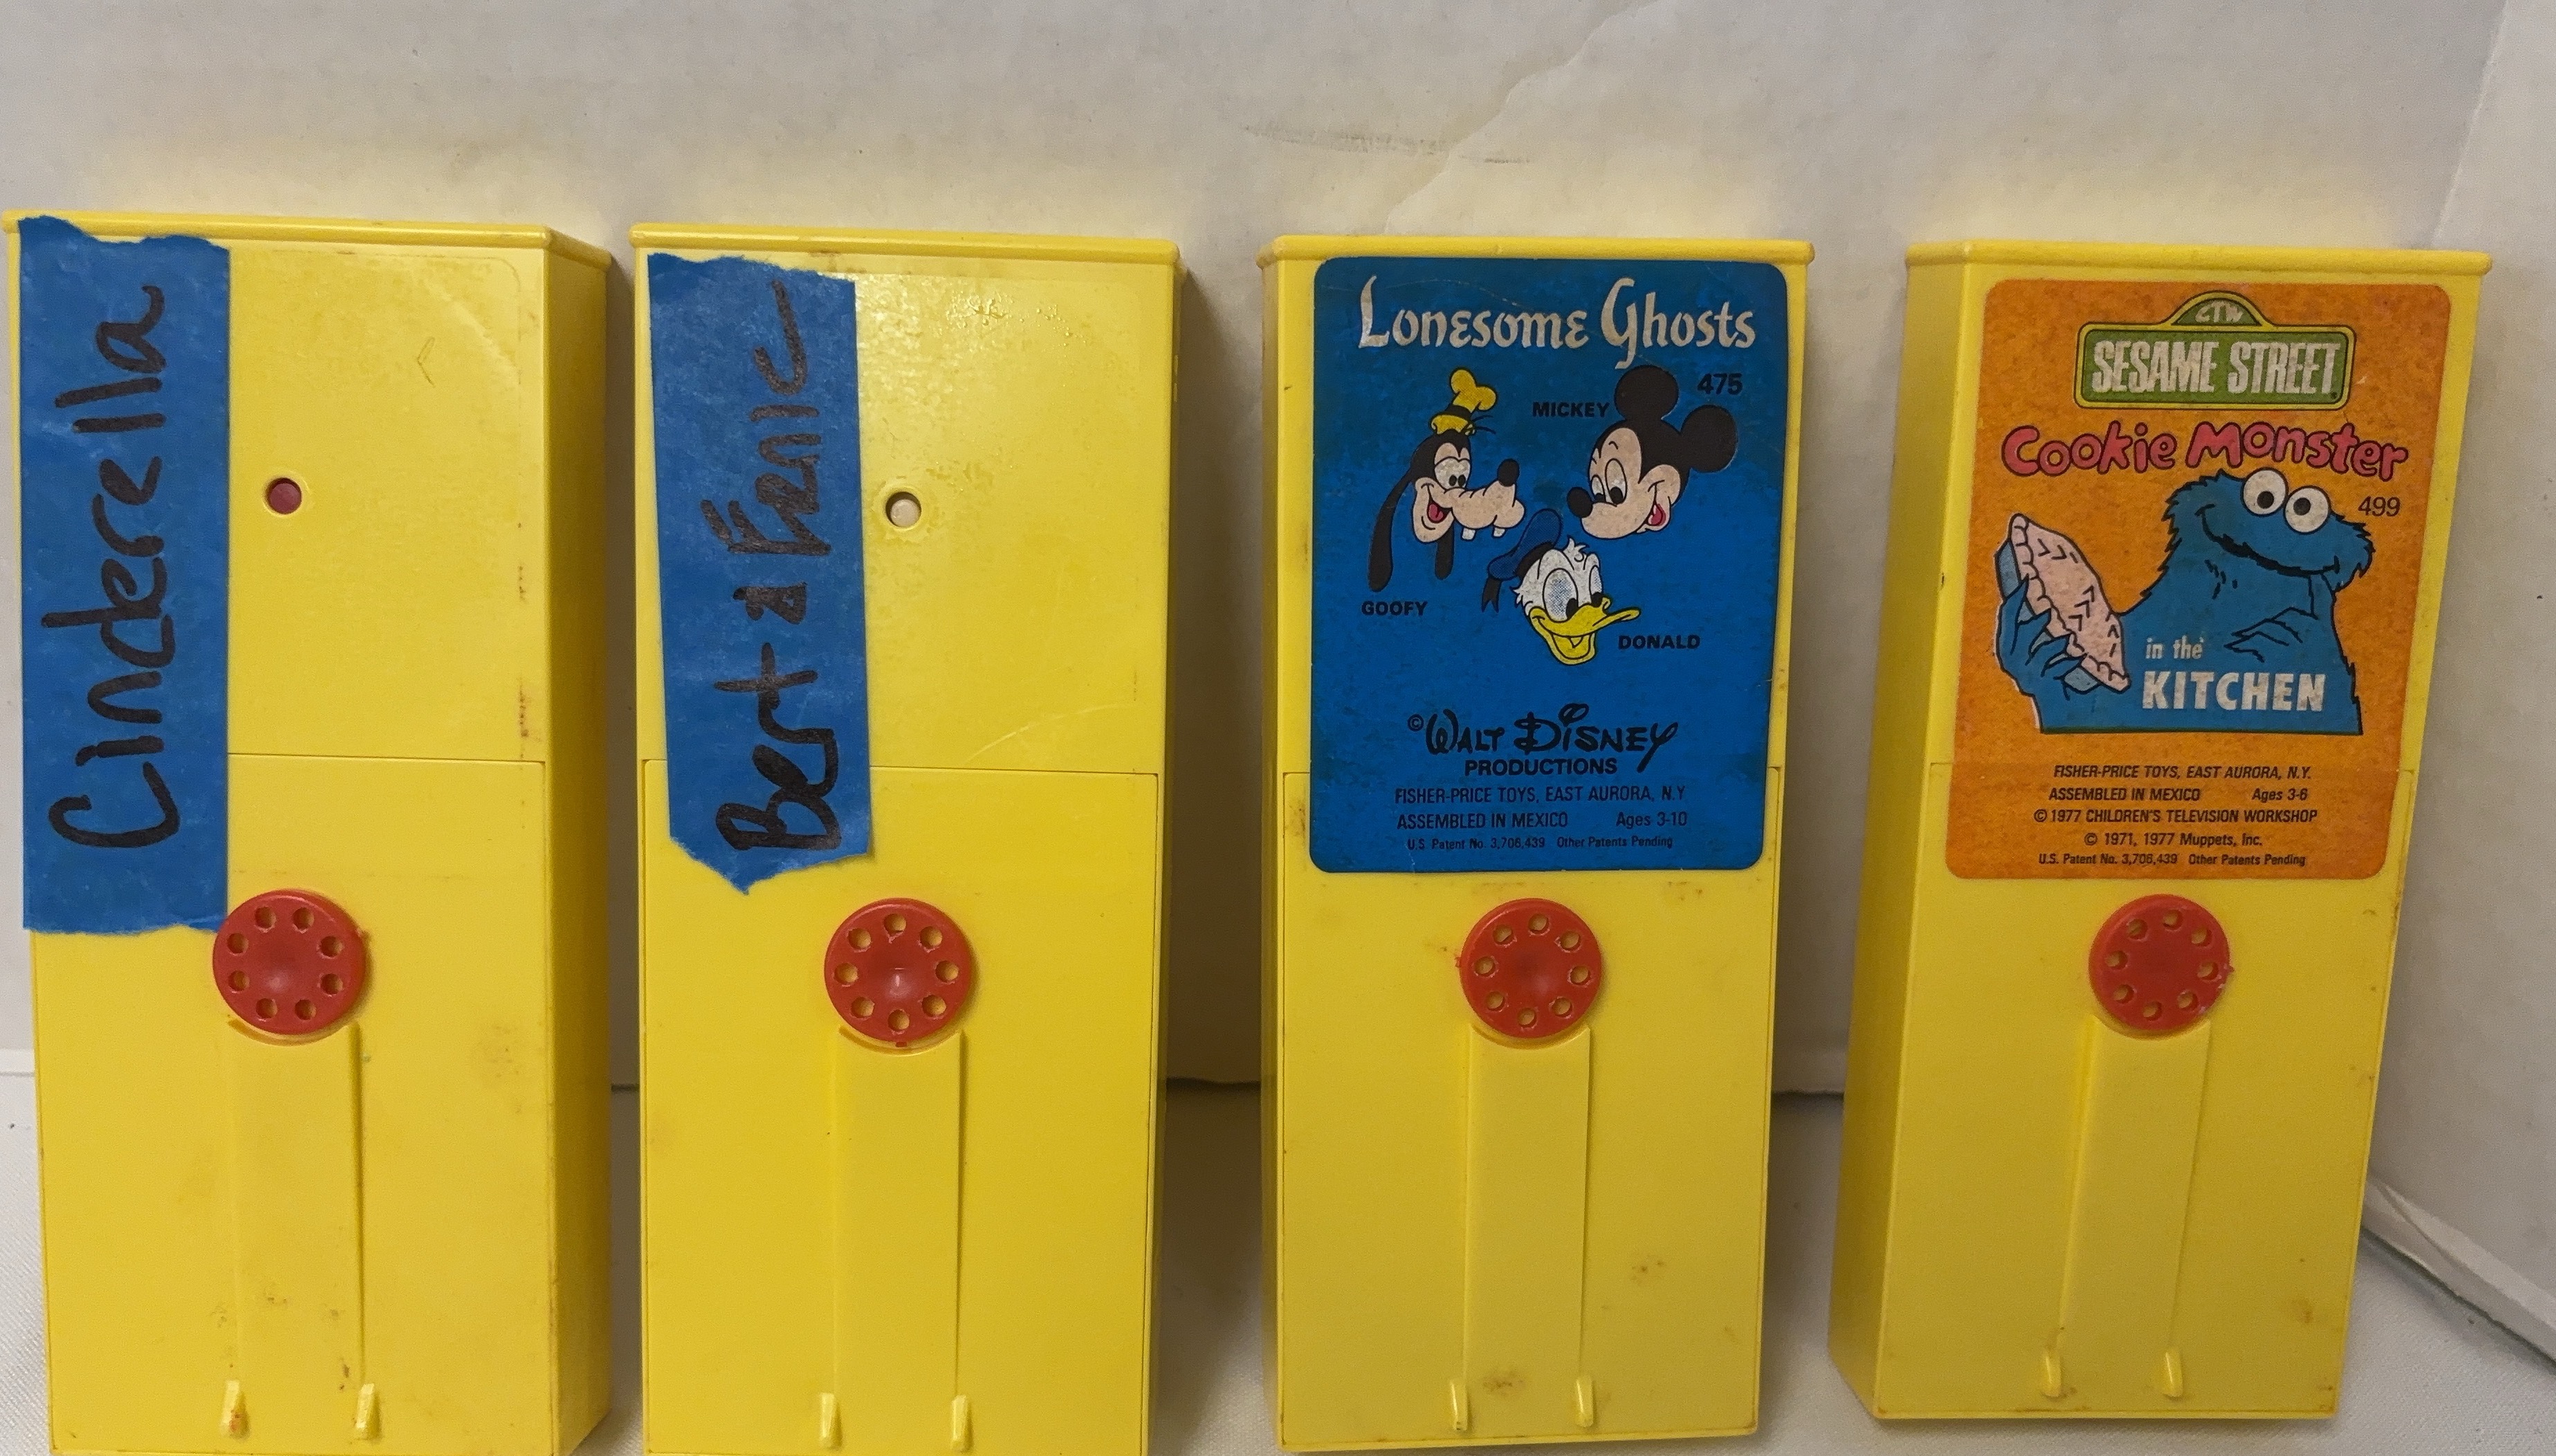 Cinderella
Bert & Ernie
Lonesome Ghosts
475
MICKEY
GOOFY
DONALD
© WALT DISNEY
PRODUCTIONS
FISHER-PRICE TOYS, EAST AURORA, N.Y
ASSEMBLED IN MEXICO Ages 3-10
U.S. Patent No. 3,706,439 Other Patents Pending
CTW
SESAME STREET
Cookie Monster
499
in the
KITCHEN
FISHER-PRICE TOYS, EAST AURORA, N.Y.
ASSEMBLED IN MEXICO Ages 3-6
© 1977 CHILDREN'S TELEVISION WORKSHOP
© 1971, 1977 Muppets, Inc.
U.S. Patent No. 3,706,439 Other Patents Pending